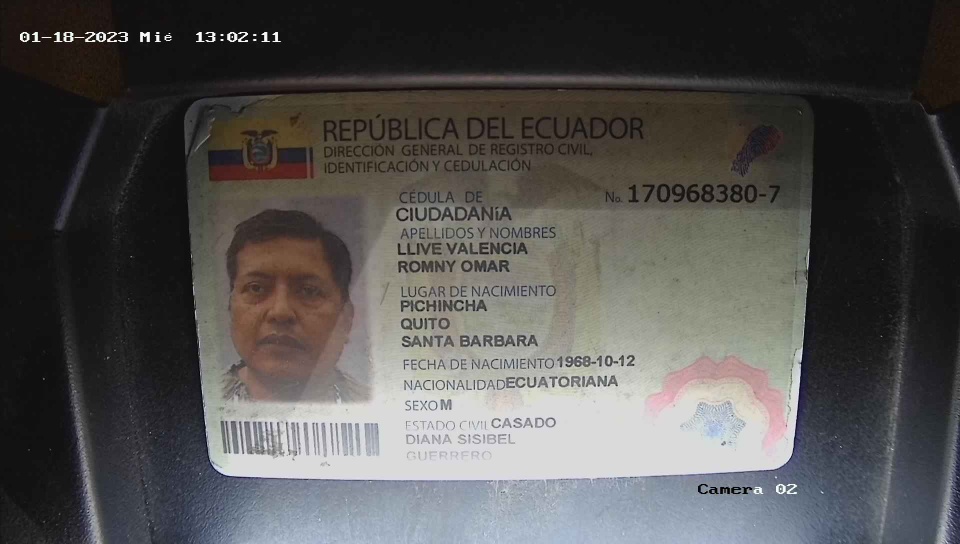 01-18-2023 Mié 13:02:11
REPÚBLICA DEL ECUADOR
DIRECCIÓN GENERAL DE REGISTRO CIVIL,
IDENTIFICACIÓN Y CEDULACIÓN
CÉDULA DE No. 170968380-7
CIUDADANíA
APELLIDOS Y NOMBRES
LLIVE VALENCIA
ROMNY OMAR
LUGAR DE NACIMIENTO
PICHINCHA
QUITO
SANTA BARBARA
FECHA DE NACIMIENTO 1968-10-12
NACIONALIDAD ECUATORIANA
SEXO M
ESTADO CIVIL CASADO
DIANA SISIBEL
GUERRERO
Camera 02